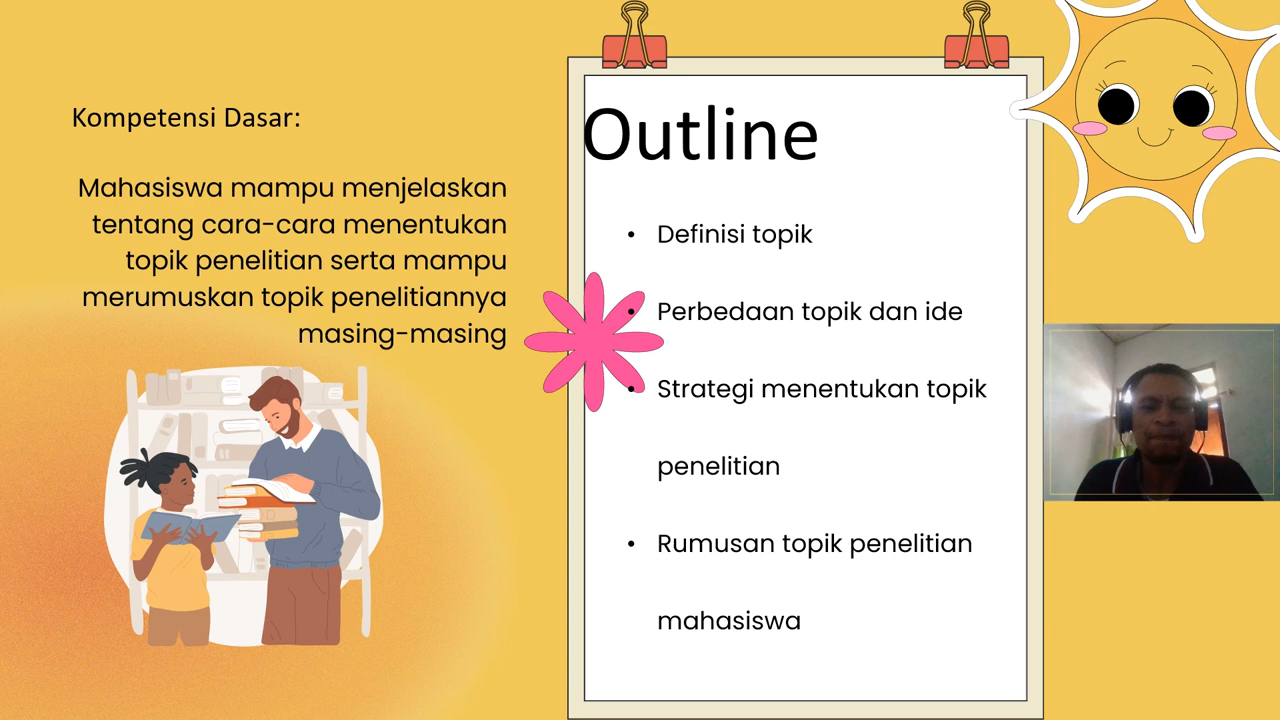 Kompetensi Dasar:
Mahasiswa mampu menjelaskan
tentang cara-cara menentukan
topik penelitian serta mampu
merumuskan topik penelitiannya
masing-masing
Outline
• Definisi topik
• Perbedaan topik dan ide
• Strategi menentukan topik
penelitian
• Rumusan topik penelitian
mahasiswa